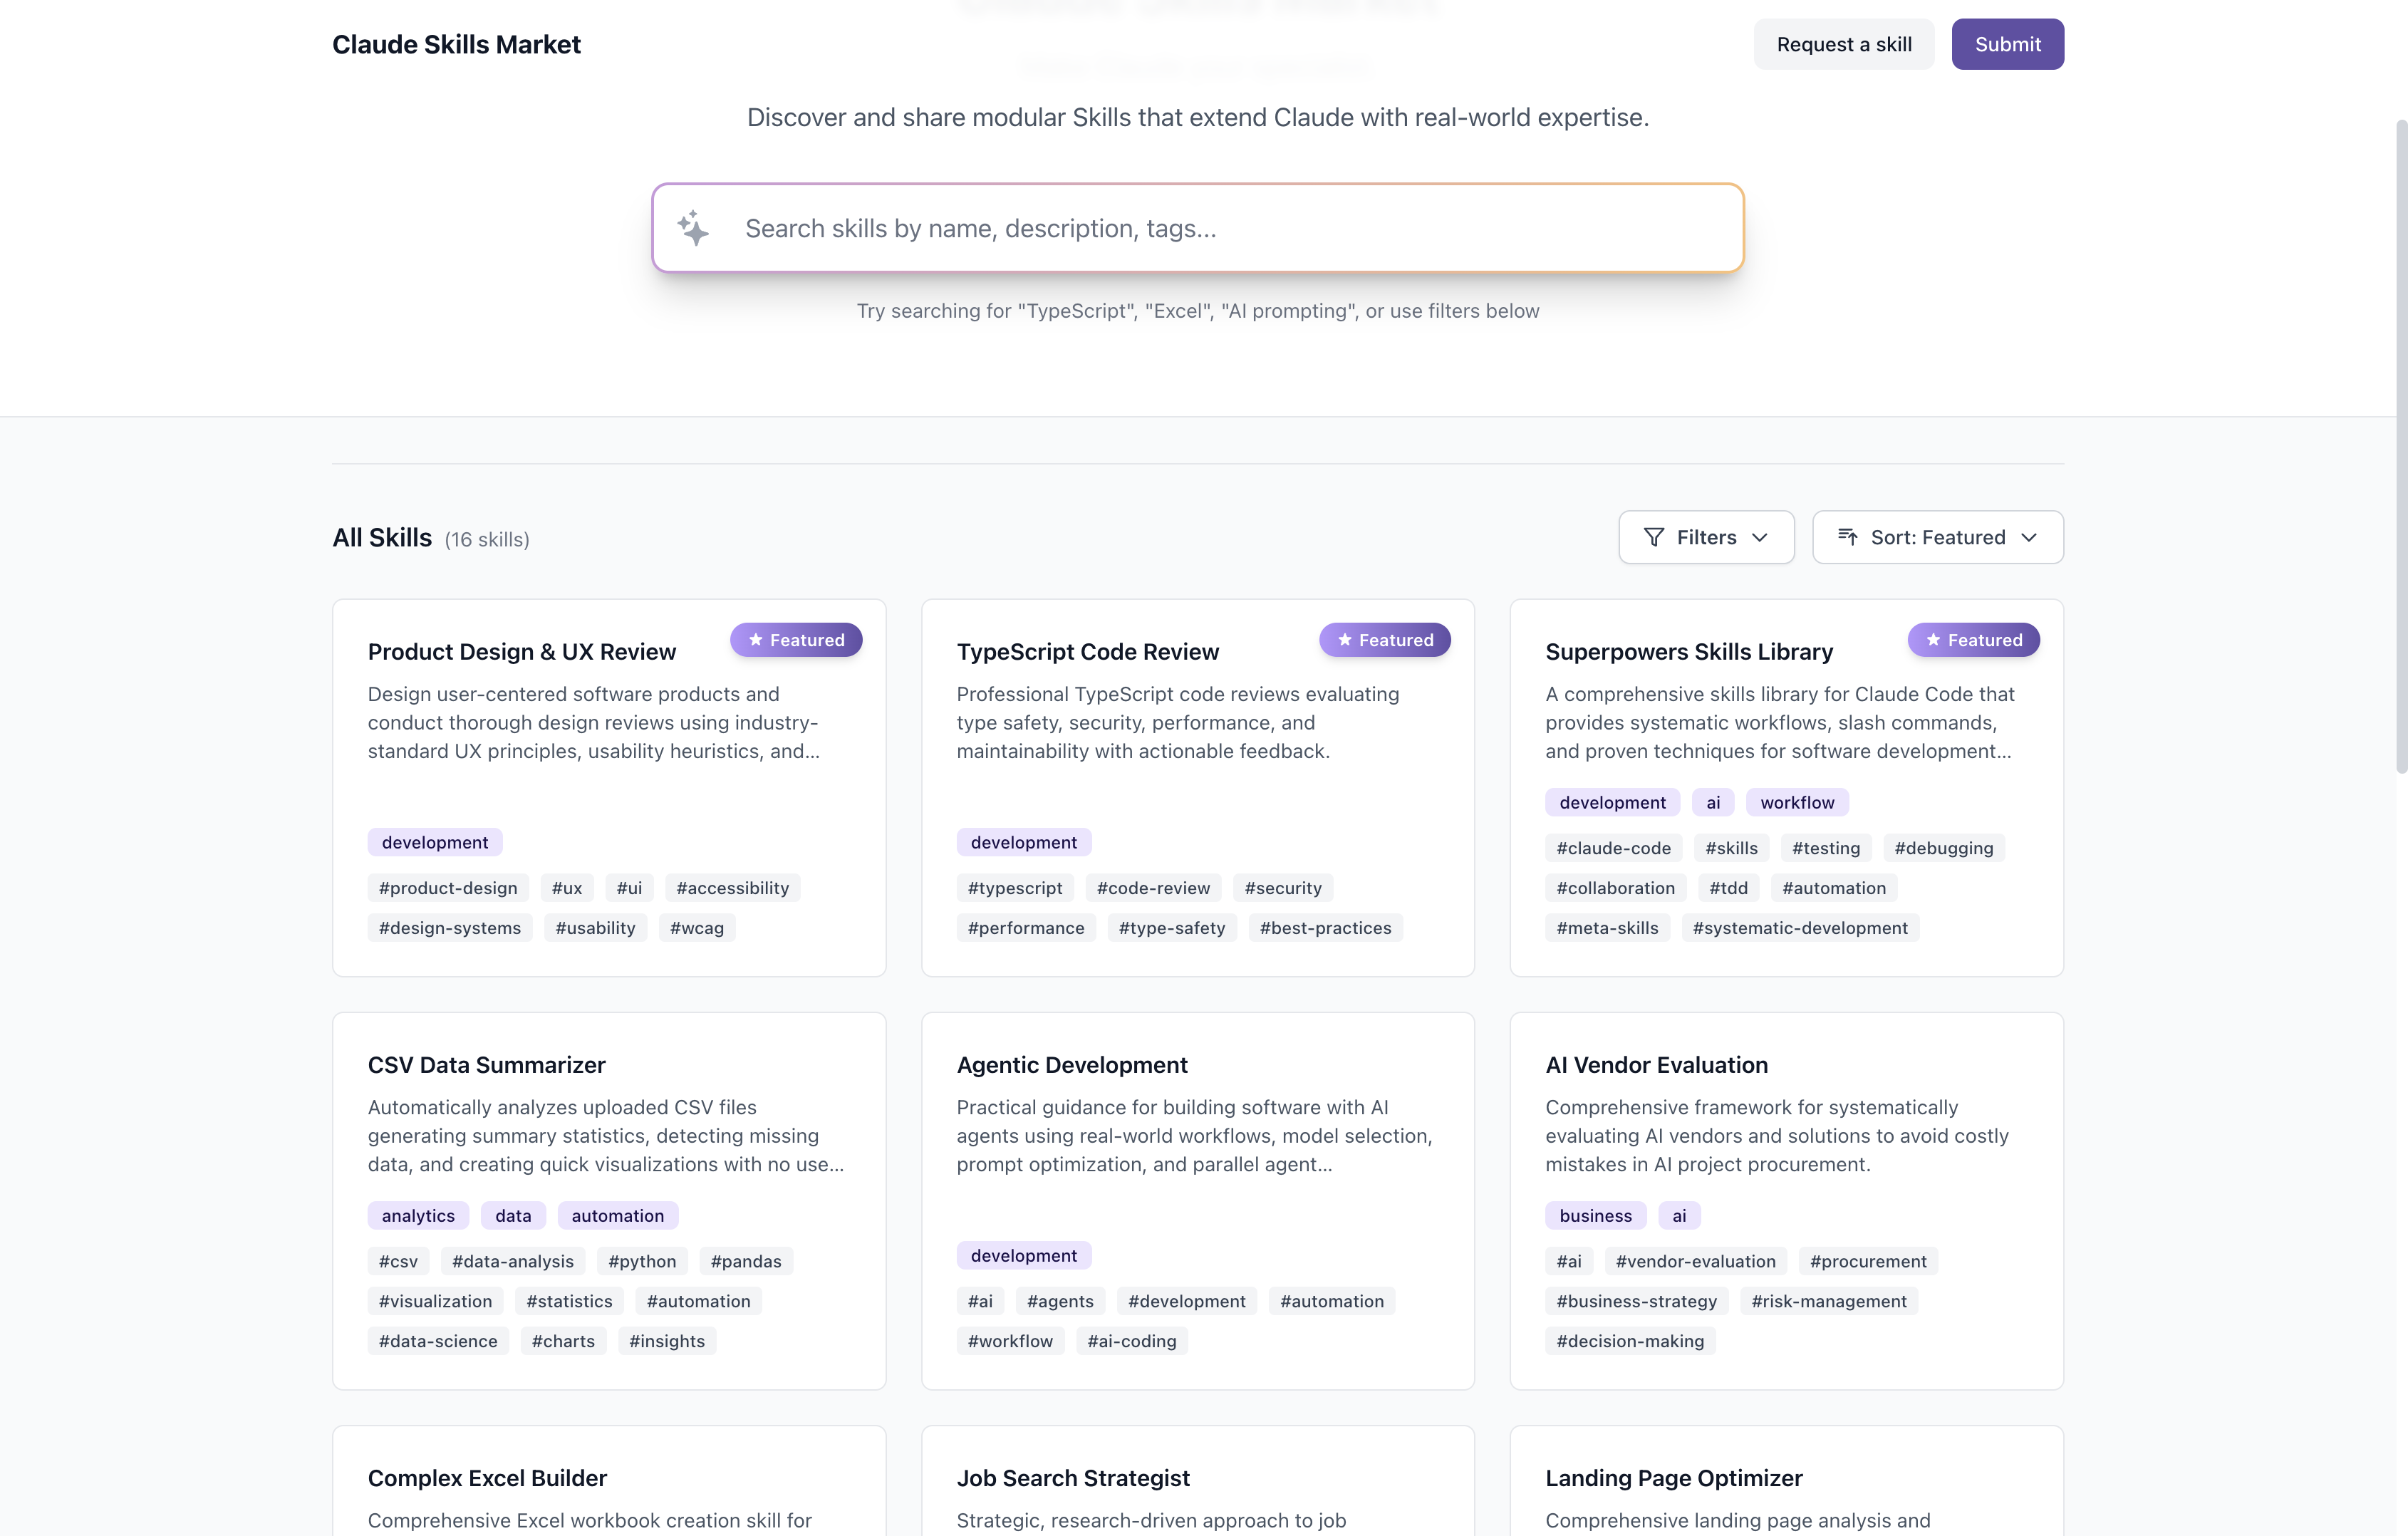 Claude Skills Market
Request a skill
Submit
Discover and share modular Skills that extend Claude with real-world expertise.
Search skills by name, description, tags...
Try searching for "TypeScript", "Excel", "AI prompting", or use filters below
All Skills (16 skills)
Filters
Sort: Featured
Product Design & UX Review
Featured
Design user-centered software products and
conduct thorough design reviews using industry-
standard UX principles, usability heuristics, and...
development
#product-design #ux #ui #accessibility
#design-systems #usability #wcag
TypeScript Code Review
Featured
Professional TypeScript code reviews evaluating
type safety, security, performance, and
maintainability with actionable feedback.
development
#typescript #code-review #security
#performance #type-safety #best-practices
Superpowers Skills Library
Featured
A comprehensive skills library for Claude Code that
provides systematic workflows, slash commands,
and proven techniques for software development...
development ai workflow
#claude-code #skills #testing #debugging
#collaboration #tdd #automation
#meta-skills #systematic-development
CSV Data Summarizer
Automatically analyzes uploaded CSV files
generating summary statistics, detecting missing
data, and creating quick visualizations with no use...
analytics data automation
#csv #data-analysis #python #pandas
#visualization #statistics #automation
#data-science #charts #insights
Agentic Development
Practical guidance for building software with AI
agents using real-world workflows, model selection,
prompt optimization, and parallel agent...
development
#ai #agents #development #automation
#workflow #ai-coding
AI Vendor Evaluation
Comprehensive framework for systematically
evaluating AI vendors and solutions to avoid costly
mistakes in AI project procurement.
business ai
#ai #vendor-evaluation #procurement
#business-strategy #risk-management
#decision-making
Complex Excel Builder
Comprehensive Excel workbook creation skill for
Job Search Strategist
Strategic, research-driven approach to job
Landing Page Optimizer
Comprehensive landing page analysis and